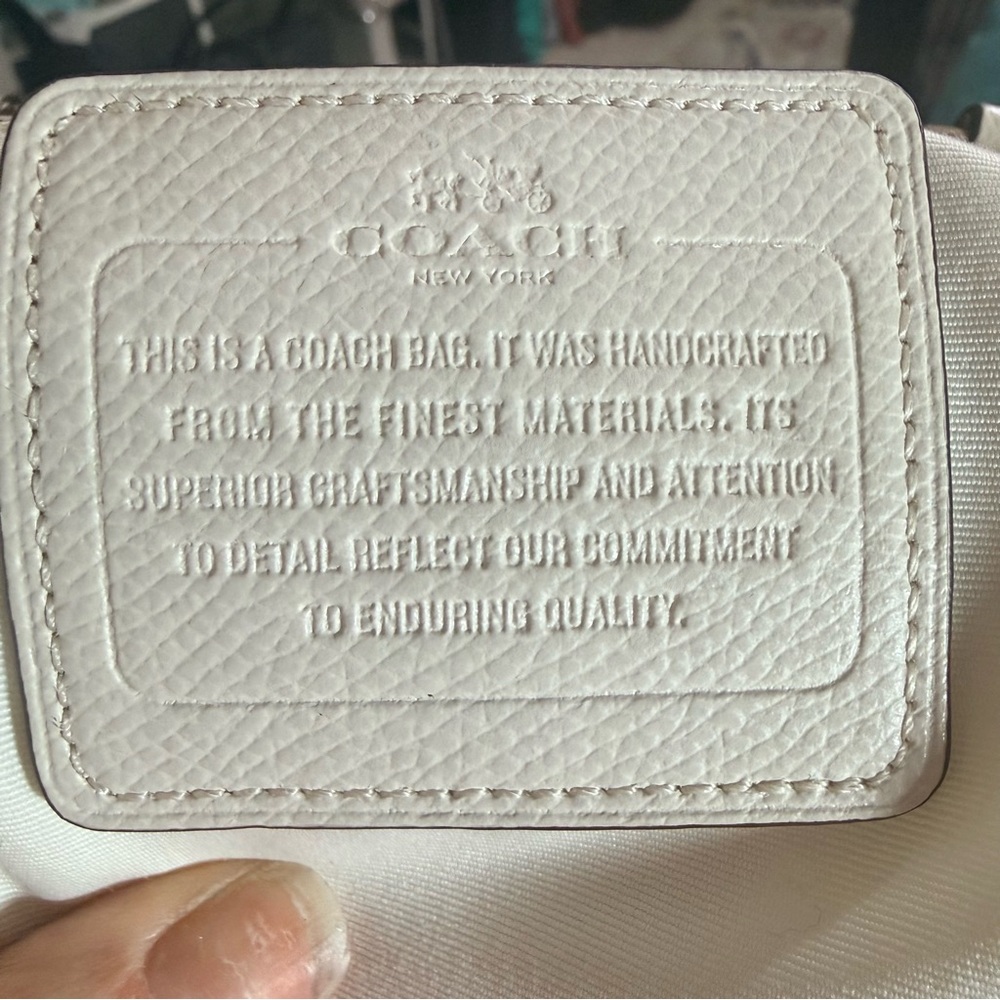 COACH
NEW YORK
THIS IS A COACH BAG. IT WAS HANDCRAFTED
FROM THE FINEST MATERIALS. ITS
SUPERIOR CRAFTSMANSHIP AND ATTENTION
TO DETAIL REFLECT OUR COMMITMENT
TO ENDURING QUALITY.